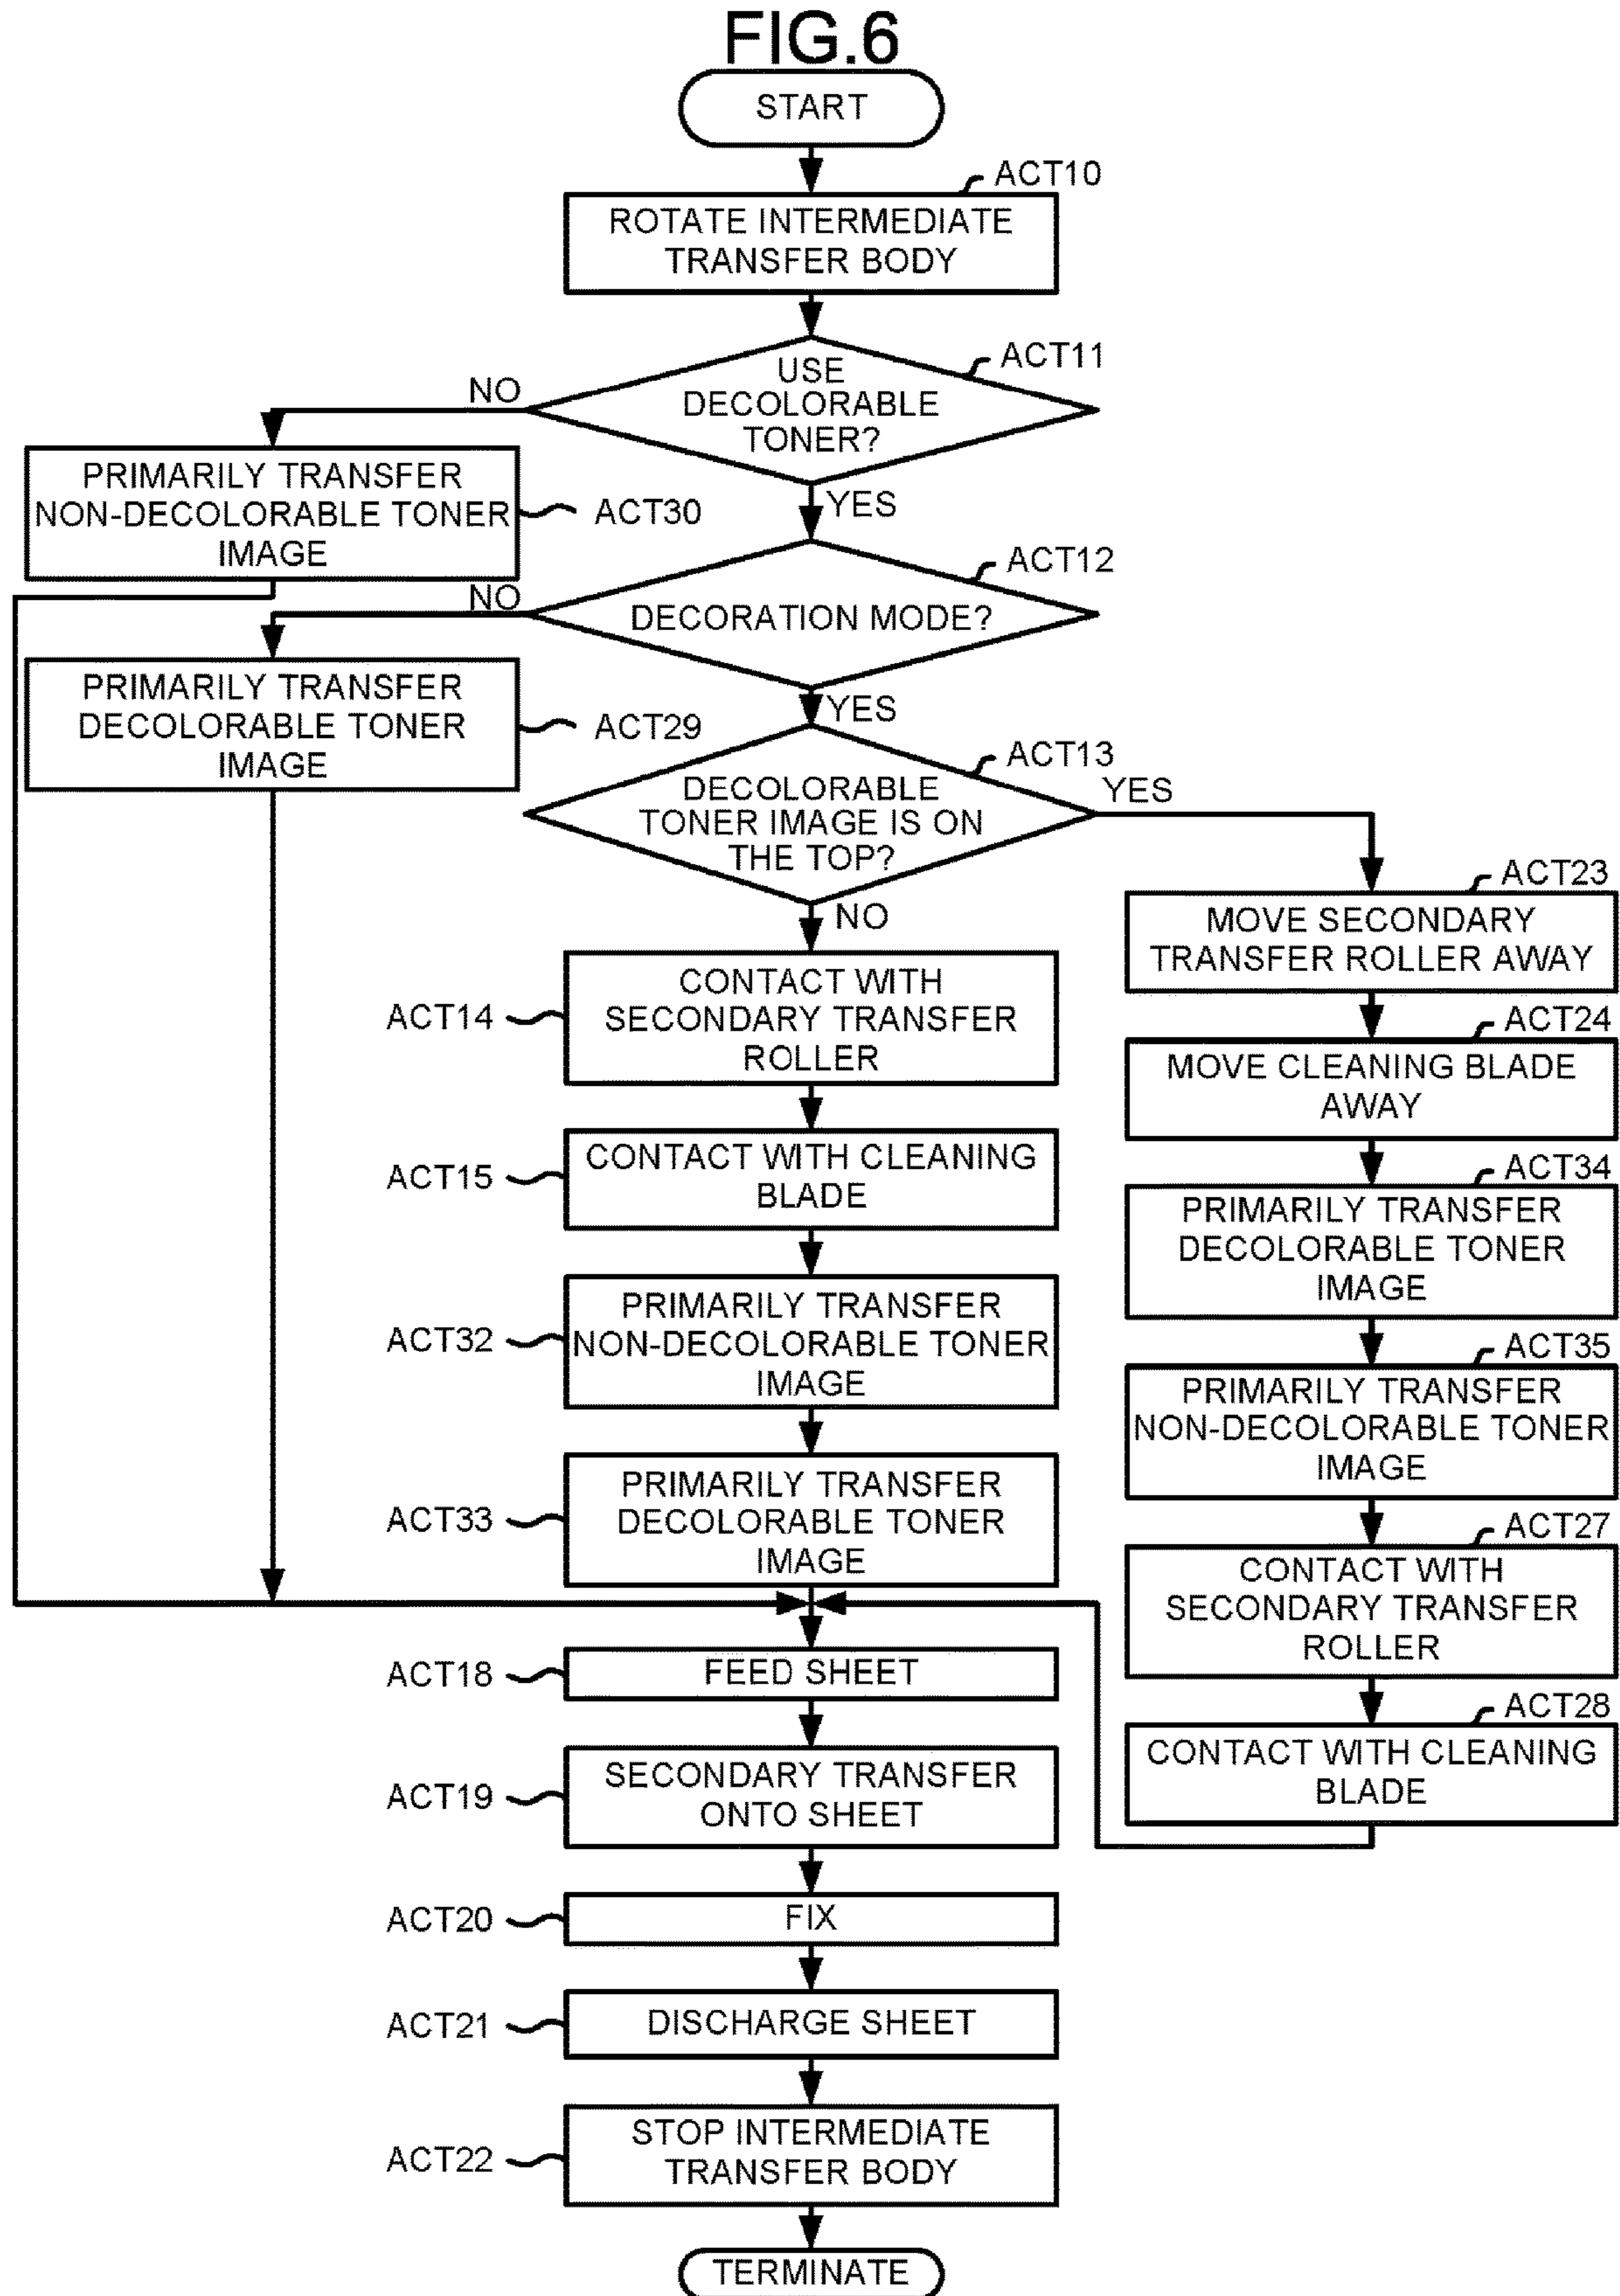 FIG.6
START
ACT10
ROTATE INTERMEDIATE
TRANSFER BODY
ACT11
USE
DECOLORABLE
TONER?
NO
YES
PRIMARILY TRANSFER
NON-DECOLORABLE TONER
IMAGE
ACT30
ACT12
DECORATION MODE?
NO
YES
PRIMARILY TRANSFER
DECOLORABLE TONER
IMAGE
ACT29
ACT13
DECOLORABLE
TONER IMAGE IS ON
THE TOP?
YES
NO
ACT14
CONTACT WITH
SECONDARY TRANSFER
ROLLER
ACT15
CONTACT WITH CLEANING
BLADE
ACT32
PRIMARILY TRANSFER
NON-DECOLORABLE TONER
IMAGE
ACT33
PRIMARILY TRANSFER
DECOLORABLE TONER
IMAGE
ACT23
MOVE SECONDARY
TRANSFER ROLLER AWAY
ACT24
MOVE CLEANING BLADE
AWAY
ACT34
PRIMARILY TRANSFER
DECOLORABLE TONER
IMAGE
ACT35
PRIMARILY TRANSFER
NON-DECOLORABLE TONER
IMAGE
ACT27
CONTACT WITH
SECONDARY TRANSFER
ROLLER
ACT28
CONTACT WITH CLEANING
BLADE
ACT18
FEED SHEET
ACT19
SECONDARY TRANSFER
ONTO SHEET
ACT20
FIX
ACT21
DISCHARGE SHEET
ACT22
STOP INTERMEDIATE
TRANSFER BODY
TERMINATE